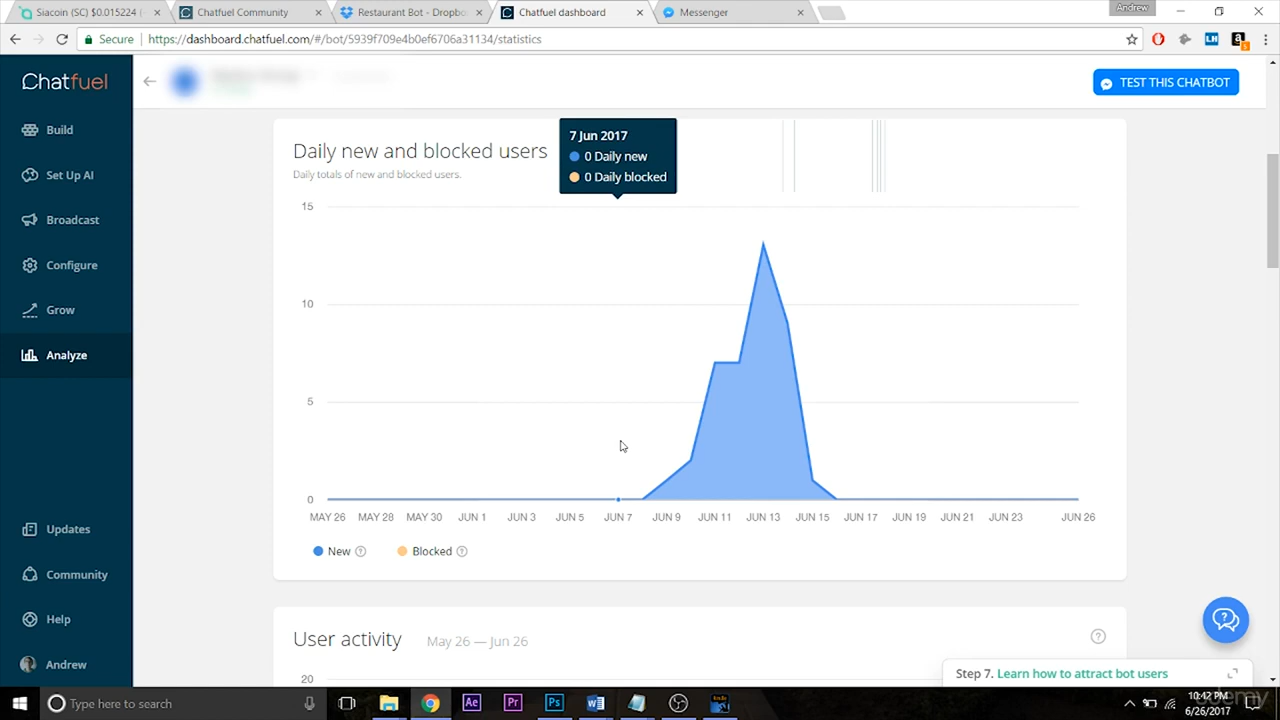 Siacoin (SC) $0.015224 (
Chatfuel Community
Restaurant Bot - Dropbo
Chatfuel dashboard
Messenger
Andrew
Secure
https://dashboard.chatfuel.com/#/bot/5939f709e4b0ef6706a31134/statistics
Chatfuel
TEST THIS CHATBOT
Build
Set Up AI
Broadcast
Configure
Grow
Analyze
Updates
Community
Help
Andrew
Daily new and blocked users
Daily totals of new and blocked users.
7 Jun 2017
0 Daily new
0 Daily blocked
15
10
5
0
MAY 26 MAY 28 MAY 30 JUN 1 JUN 3 JUN 5 JUN 7 JUN 9 JUN 11 JUN 13 JUN 15 JUN 17 JUN 19 JUN 21 JUN 23 JUN 26
New ? Blocked ?
User activity May 26 — Jun 26
?
20
Step 7. Learn how to attract bot users
Type here to search
Ae
Pr
Ps
10:42 PM
6/26/2017